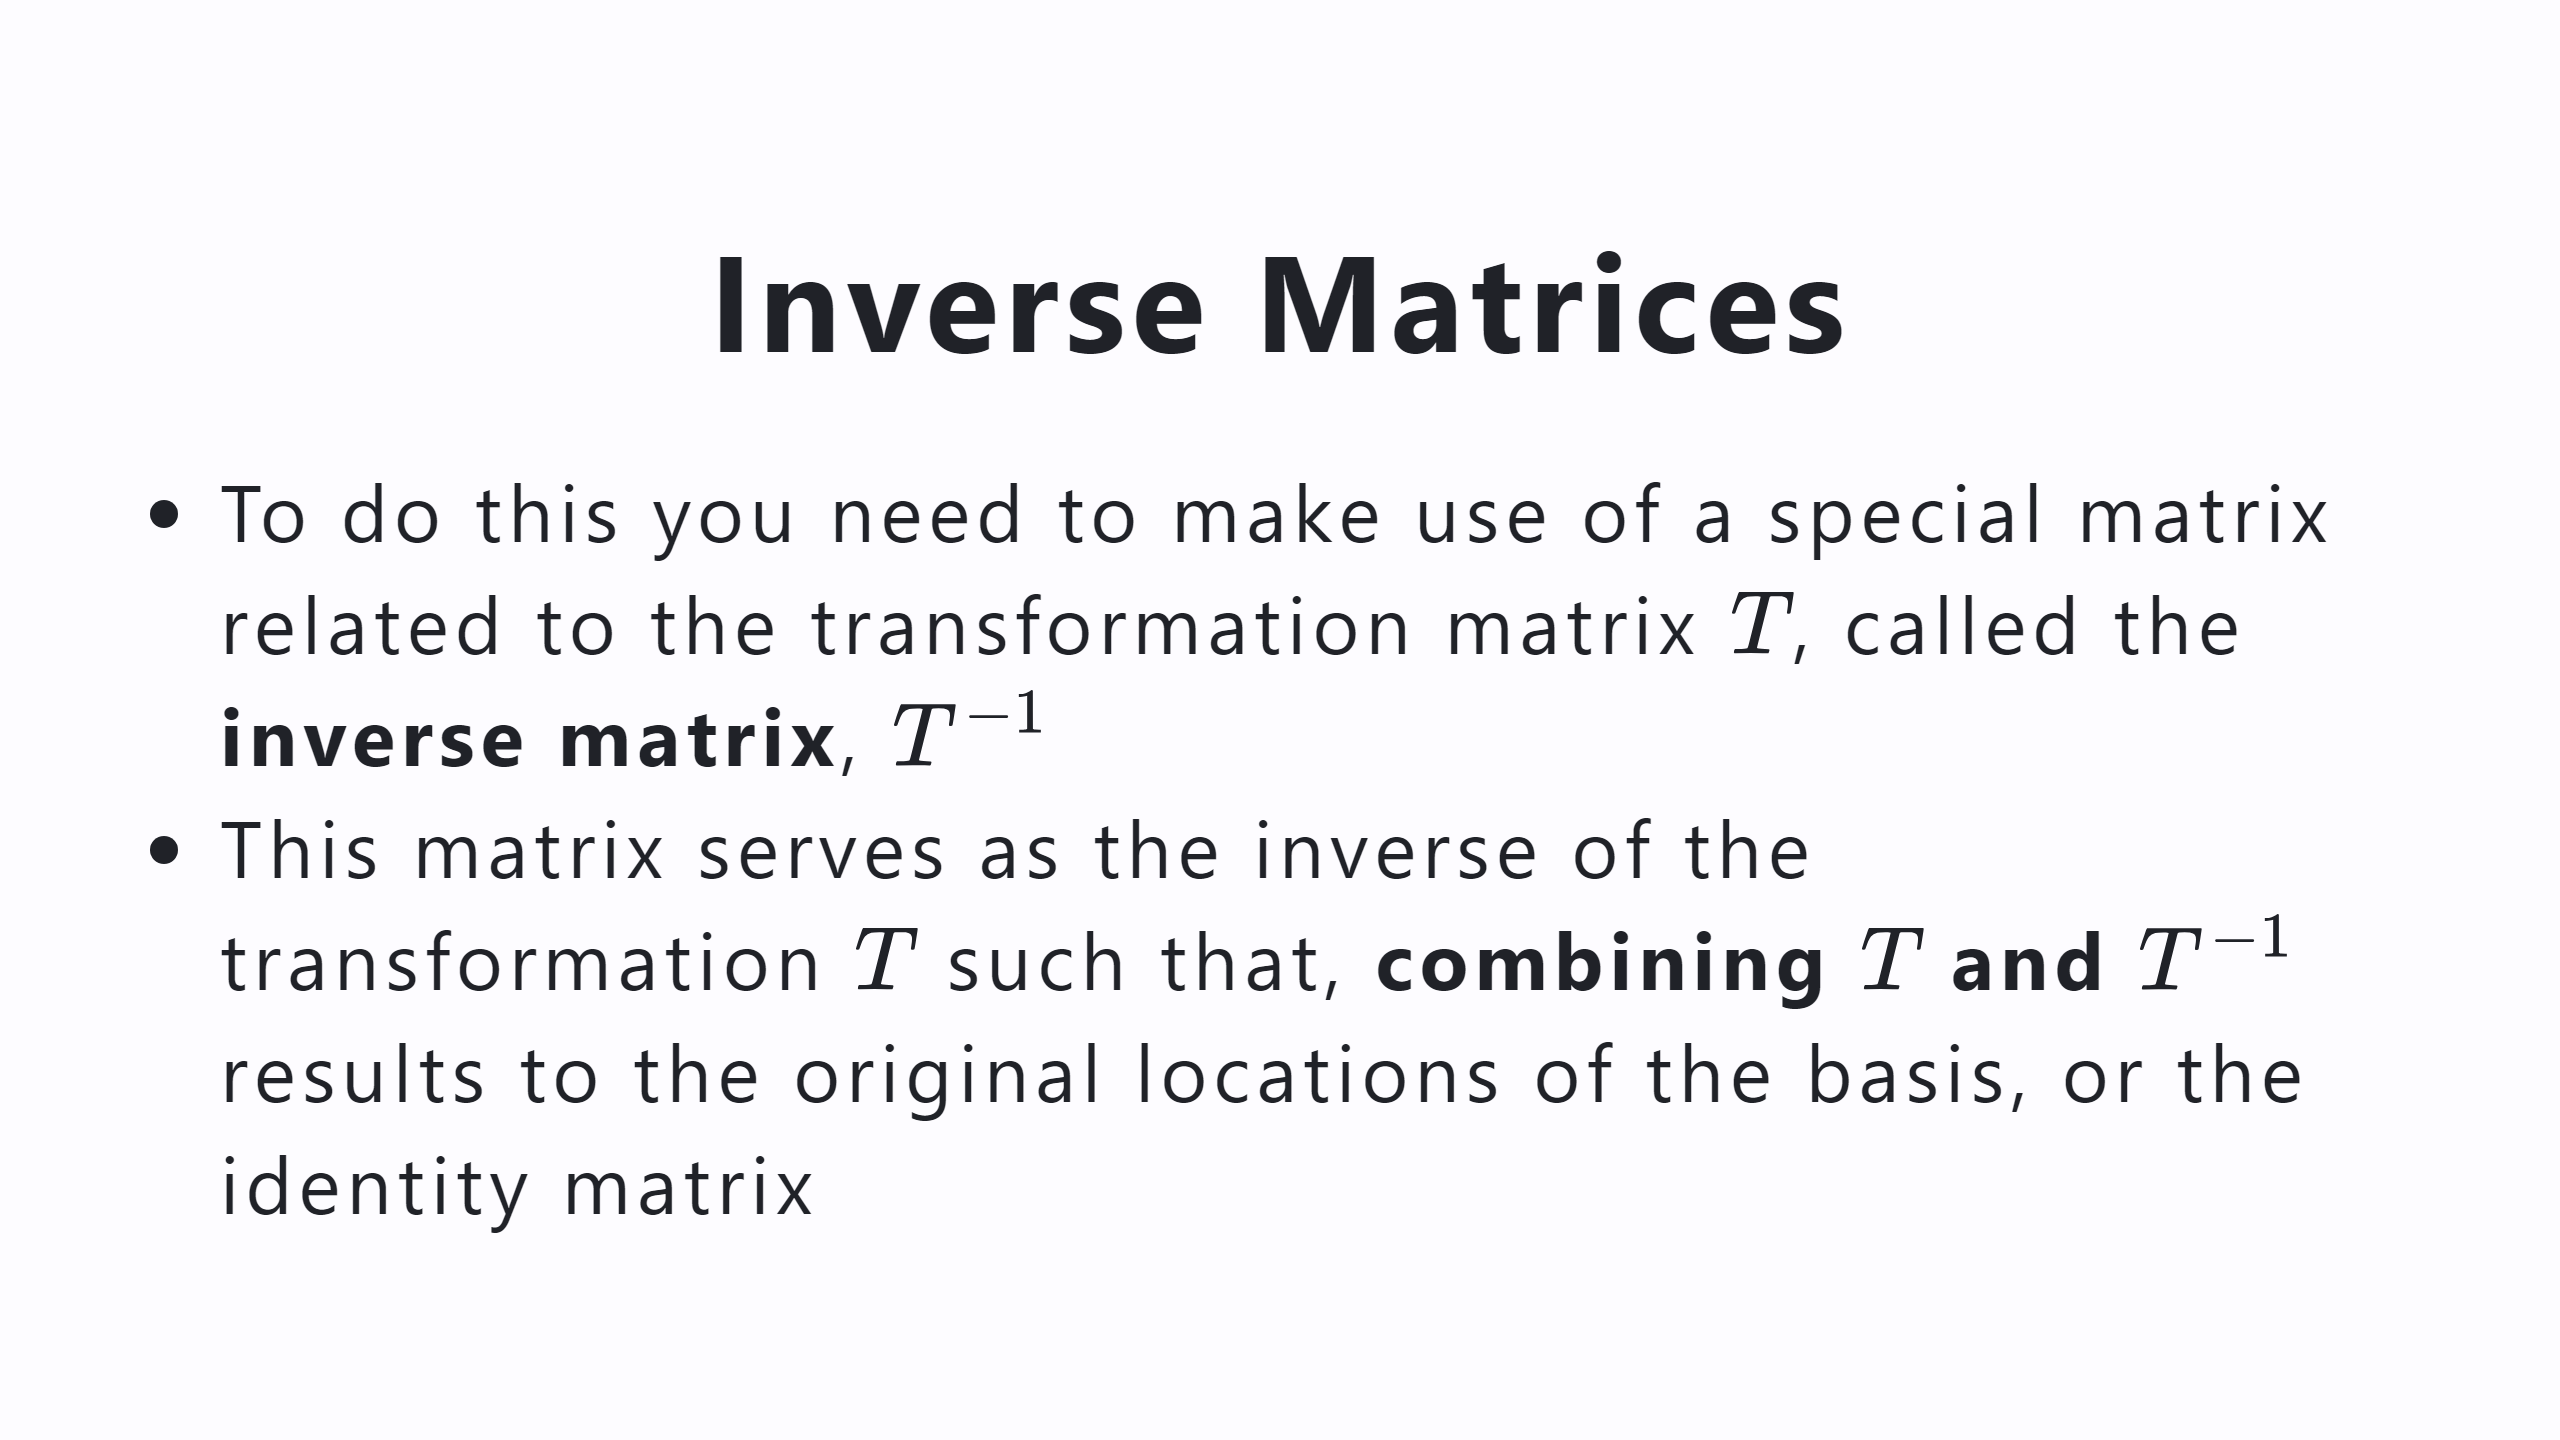 Inverse Matrices
• To do this you need to make use of a special matrix
related to the transformation matrix T, called the
inverse matrix, T⁻¹
• This matrix serves as the inverse of the
transformation T such that, combining T and T⁻¹
results to the original locations of the basis, or the
identity matrix